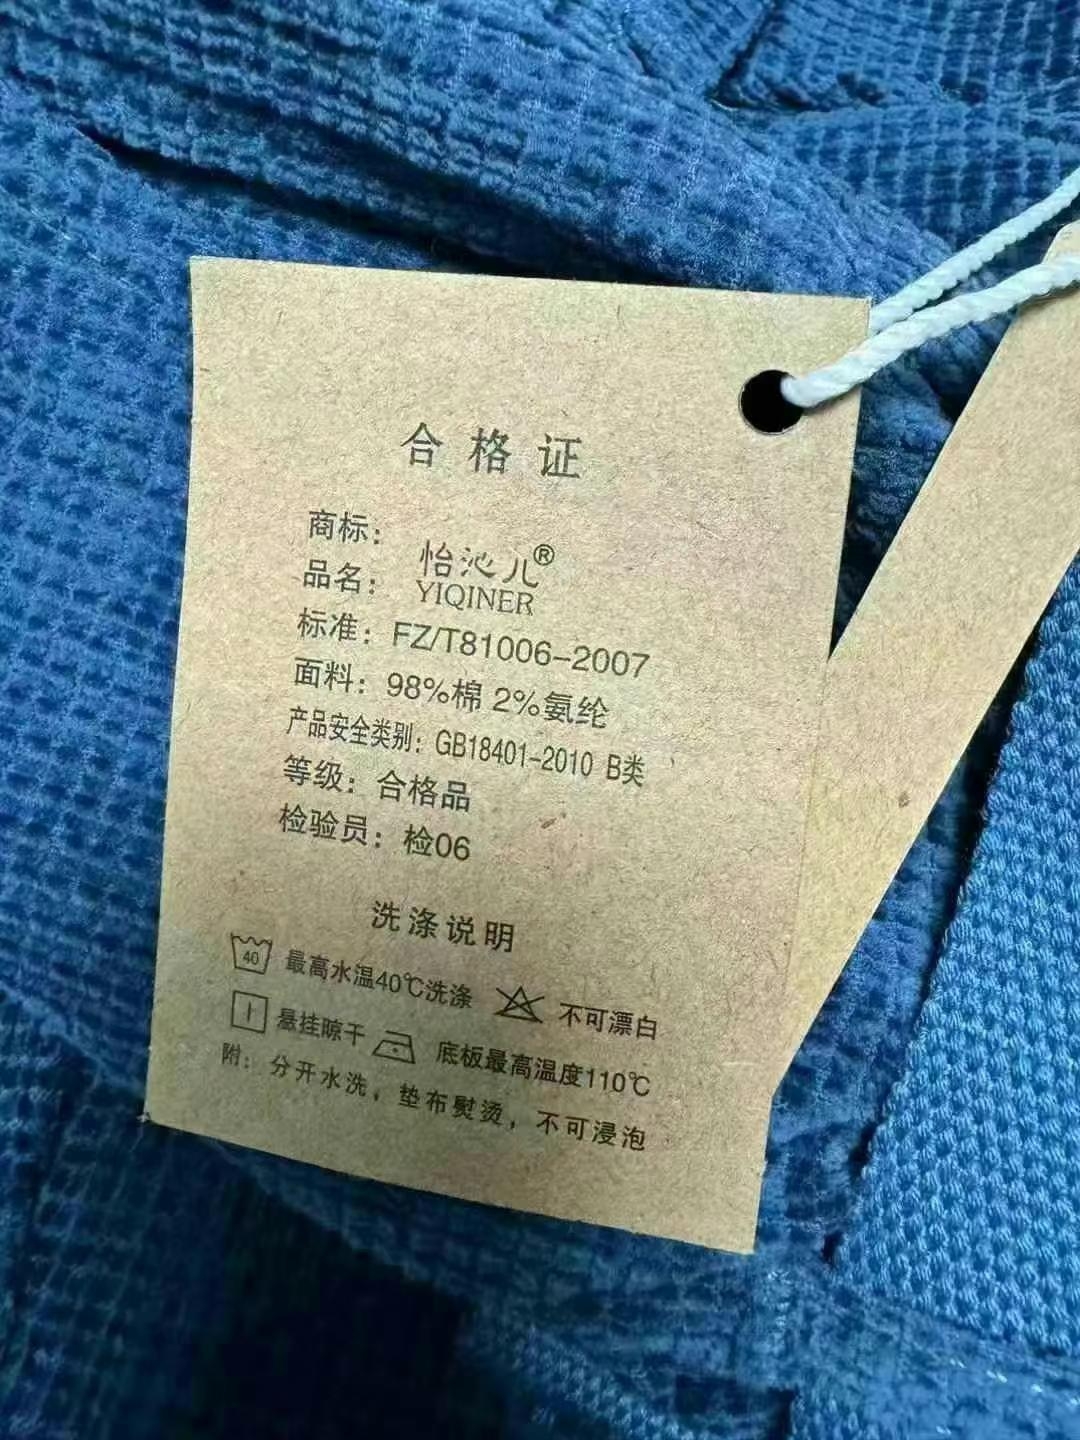 合格证
商标：
怡沁儿®
YIQINER
品名：
标准：FZ/T81006-2007
面料：98%棉 2%氨纶
产品安全类别：GB18401-2010 B类
等级：合格品
检验员：检06
洗涤说明
40 最高水温40℃洗涤 不可漂白
悬挂晾干 底板最高温度110℃
附：分开水洗，垫布熨烫，不可浸泡